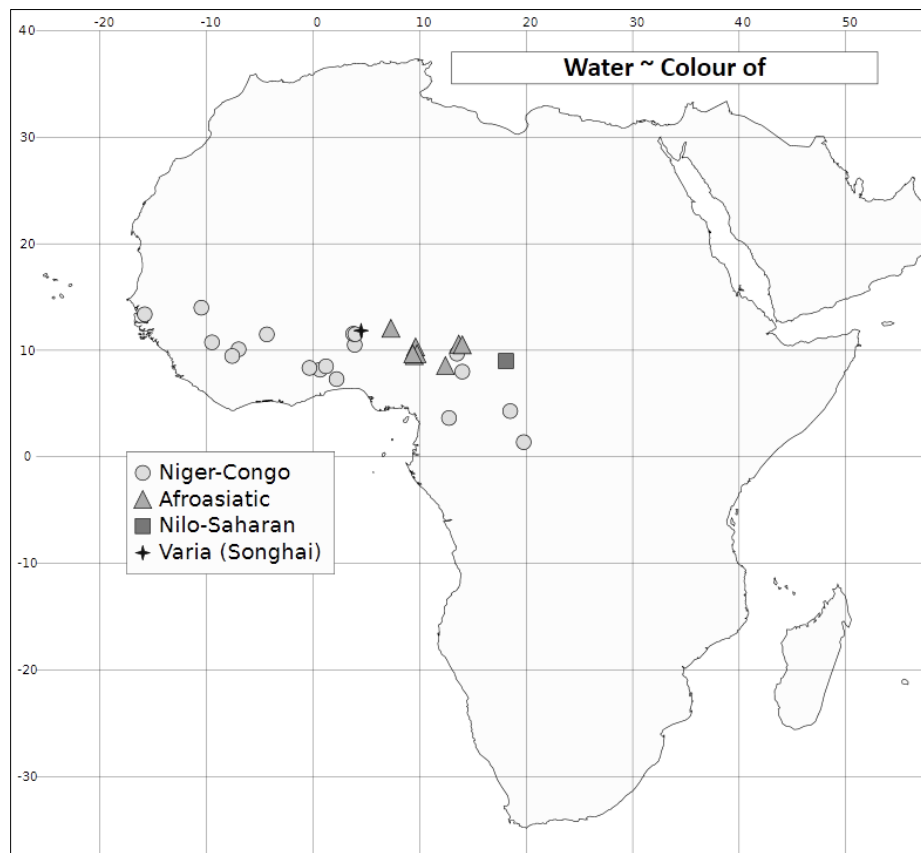 -20 -10 0 10 20 30 40 50
40
Water ~ Colour of
30
20
10
0
Niger-Congo
Afroasiatic
Nilo-Saharan
Varia (Songhai)
-10
-20
-30